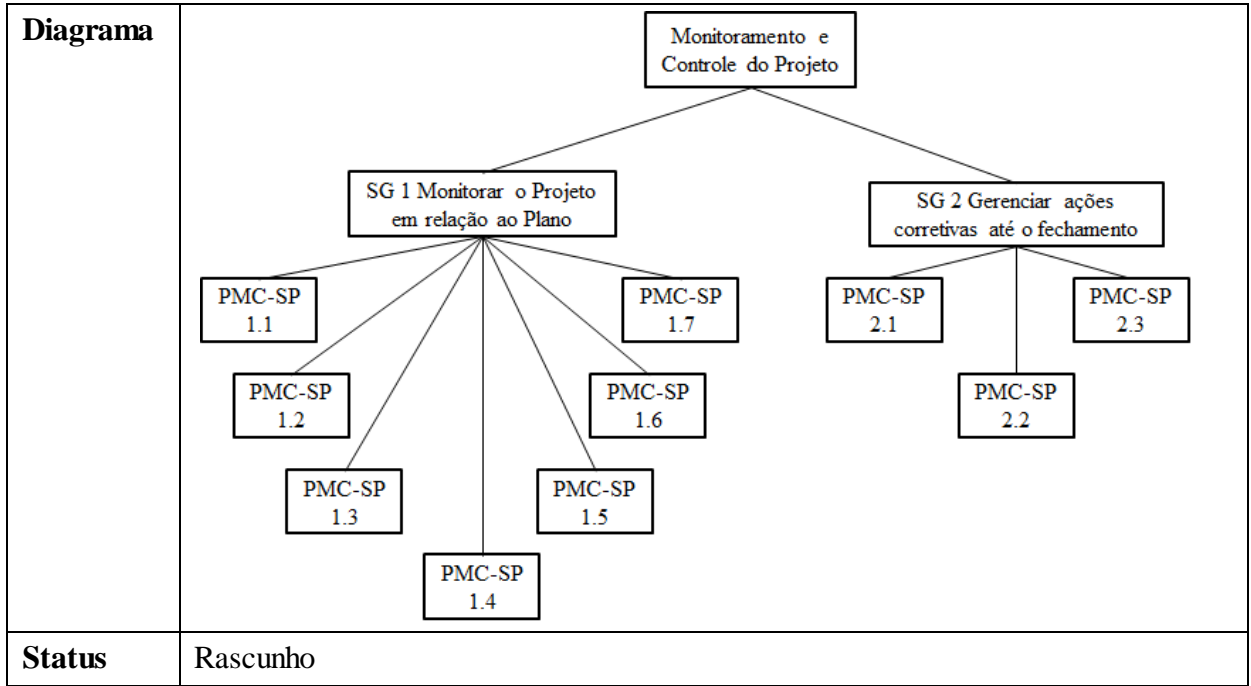 Diagrama
Monitoramento e
Controle do Projeto
SG 1 Monitorar o Projeto
em relação ao Plano
SG 2 Gerenciar ações
corretivas até o fechamento
PMC-SP
1.1
PMC-SP
1.7
PMC-SP
2.1
PMC-SP
2.3
PMC-SP
1.2
PMC-SP
1.6
PMC-SP
2.2
PMC-SP
1.3
PMC-SP
1.5
PMC-SP
1.4
Status
Rascunho